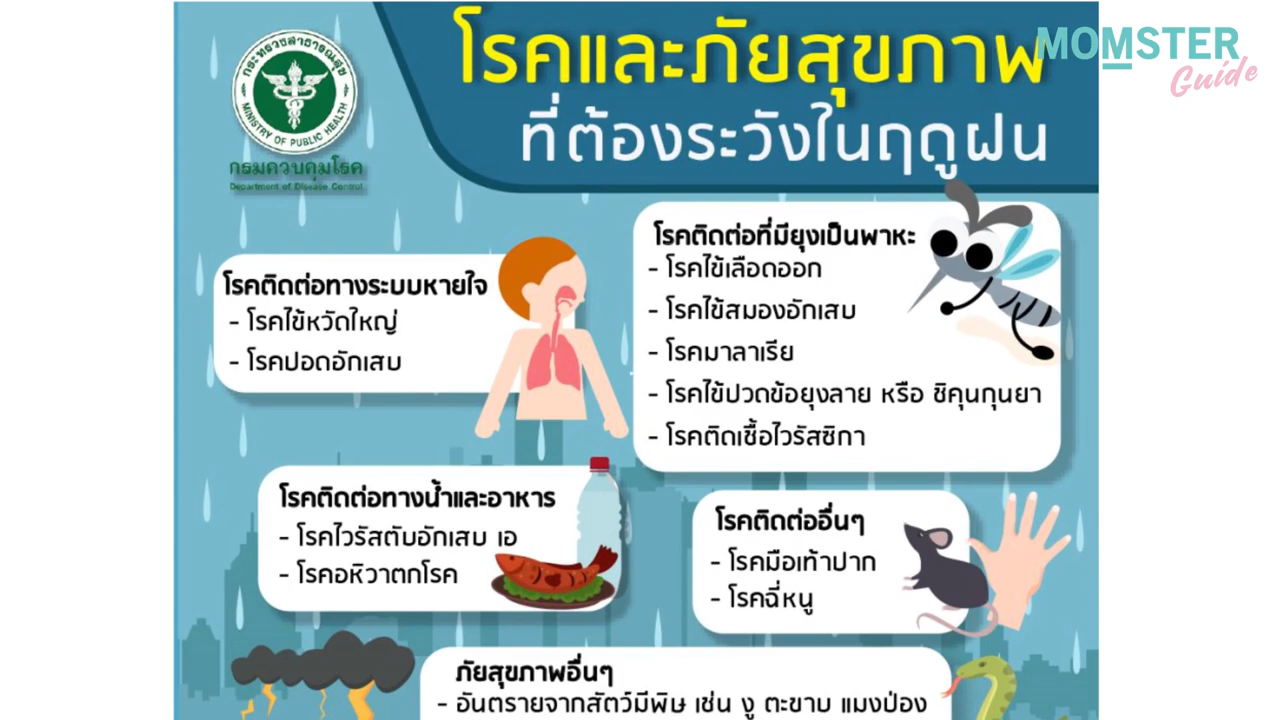 โรคและภัยสุขภาพ
ที่ต้องระวังในฤดูฝน
MOMSTER
Guide
กระทรวงสาธารณสุข
MINISTRY OF PUBLIC HEALTH
กรมควบคุมโรค
Department of Disease Control
โรคติดต่อทางระบบหายใจ
- โรคไข้หวัดใหญ่
- โรคปอดอักเสบ
โรคติดต่อที่มียุงเป็นพาหะ
- โรคไข้เลือดออก
- โรคไข้สมองอักเสบ
- โรคมาลาเรีย
- โรคไข้ปวดข้อยุงลาย หรือ ชิคุนกุนยา
- โรคติดเชื้อไวรัสซิกา
โรคติดต่อทางน้ำและอาหาร
- โรคไวรัสตับอักเสบ เอ
- โรคอหิวาตกโรค
โรคติดต่ออื่นๆ
- โรคมือเท้าปาก
- โรคฉี่หนู
ภัยสุขภาพอื่นๆ
- อันตรายจากสัตว์มีพิษ เช่น งู ตะขาบ แมงป่อง